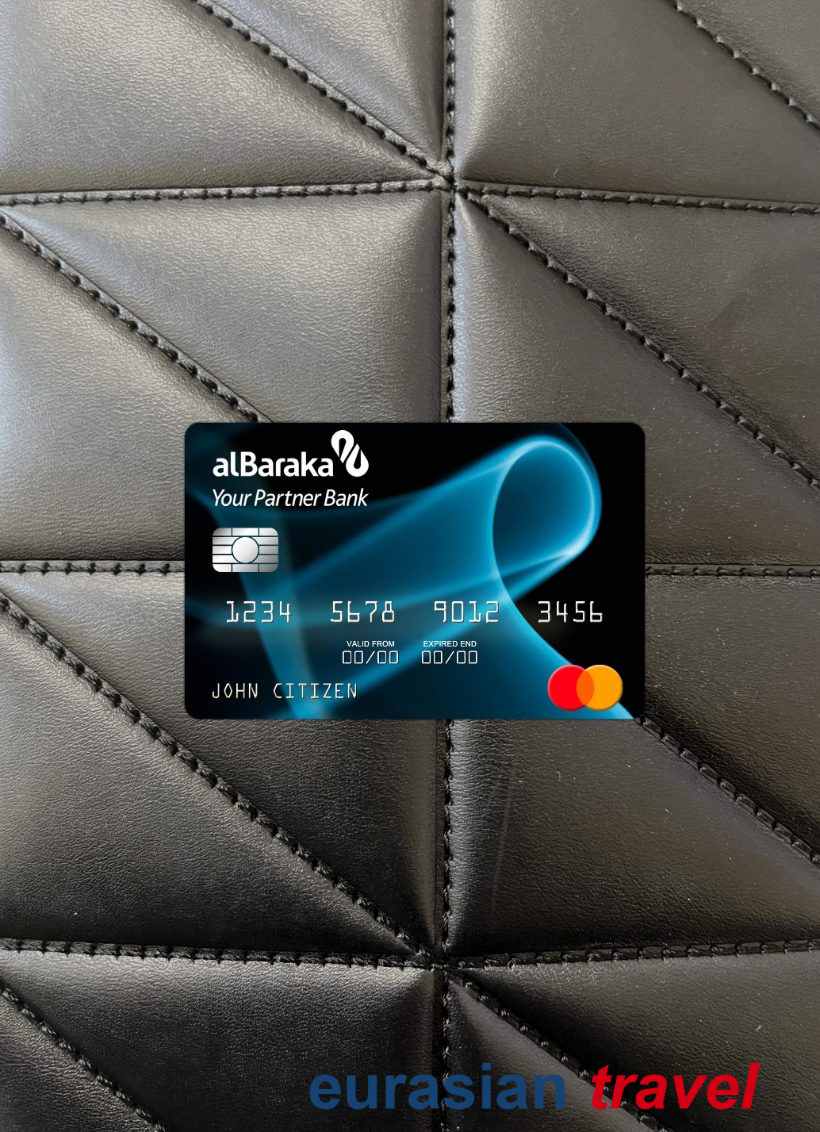 alBaraka
Your Partner Bank
1234 5678 9012 3456
VALID FROM EXPIRED END
00/00 00/00
JOHN CITIZEN
eurasian travel